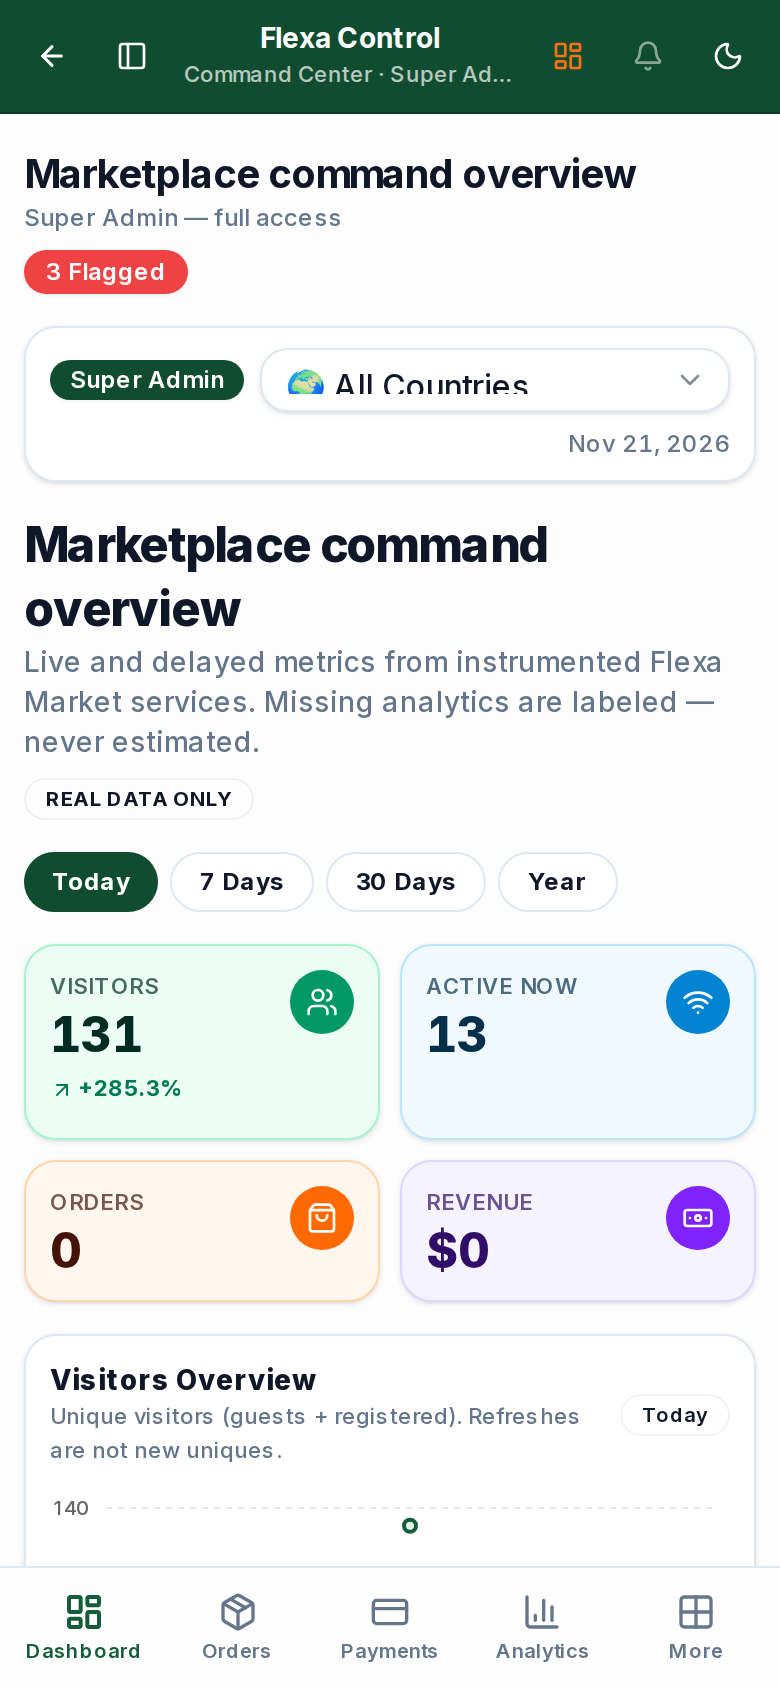 Flexa Control
Command Center · Super Ad...
Marketplace command overview
Super Admin — full access
3 Flagged
Super Admin
🌍 All Countries
Nov 21, 2026
Marketplace command
overview
Live and delayed metrics from instrumented Flexa
Market services. Missing analytics are labeled —
never estimated.
REAL DATA ONLY
Today
7 Days
30 Days
Year
VISITORS
131
+285.3%
ACTIVE NOW
13
ORDERS
0
REVENUE
$0
Visitors Overview
Unique visitors (guests + registered). Refreshes
are not new uniques.
Today
140
Dashboard
Orders
Payments
Analytics
More